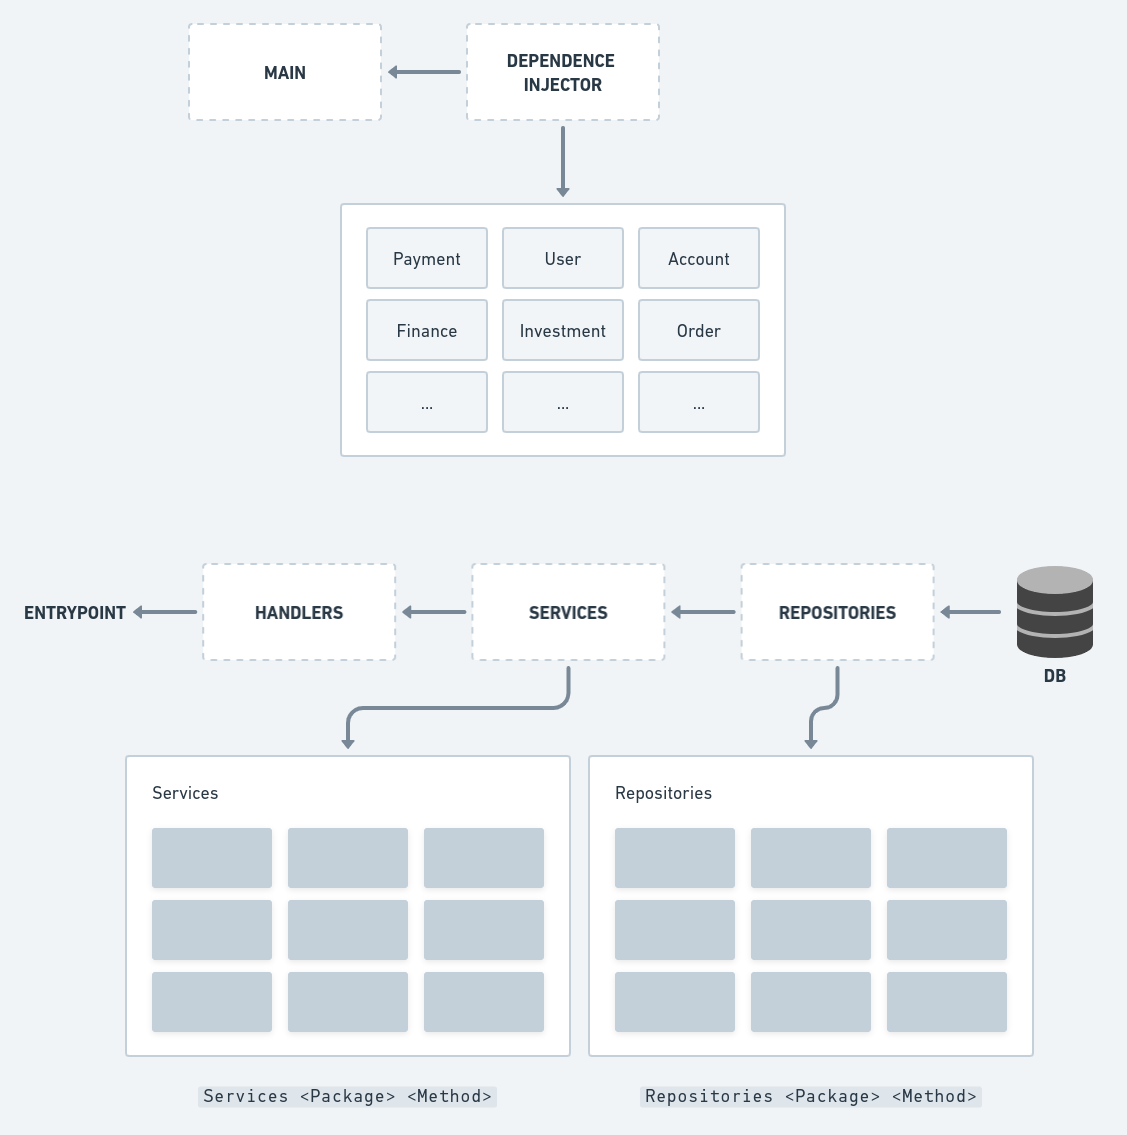 MAIN
DEPENDENCE
INJECTOR
Payment
User
Account
Finance
Investment
Order
...
...
...
ENTRYPOINT
HANDLERS
SERVICES
REPOSITORIES
DB
Services
Repositories
Services <Package> <Method>
Repositories <Package> <Method>